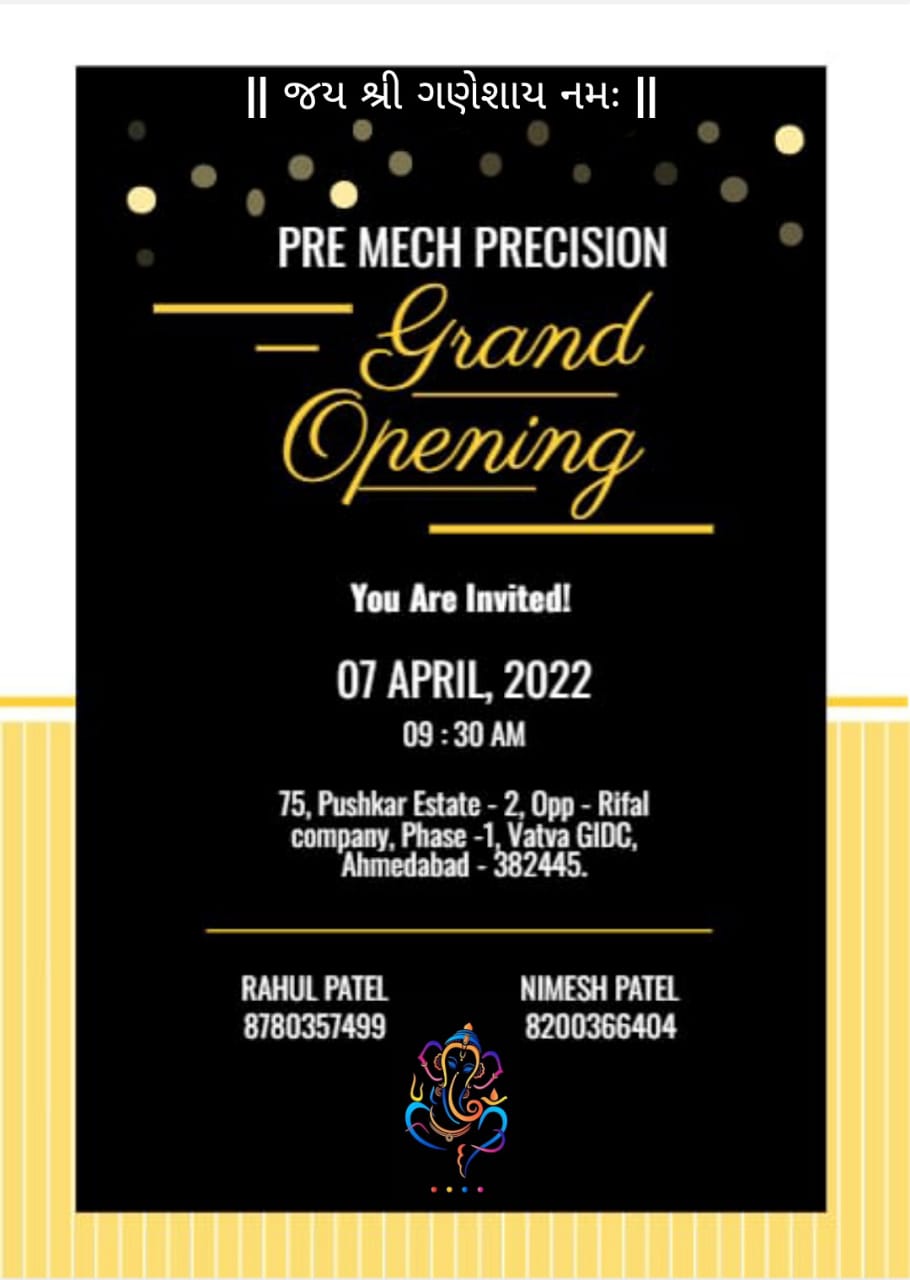 || જય શ્રી ગણેશાય નમઃ ||
PRE MECH PRECISION
Grand
Opening
You Are Invited!
07 APRIL, 2022
09 : 30 AM
75, Pushkar Estate - 2, Opp - Rifal
company, Phase -1, Vatva GIDC,
Ahmedabad - 382445.
RAHUL PATEL
8780357499
NIMESH PATEL
8200366404